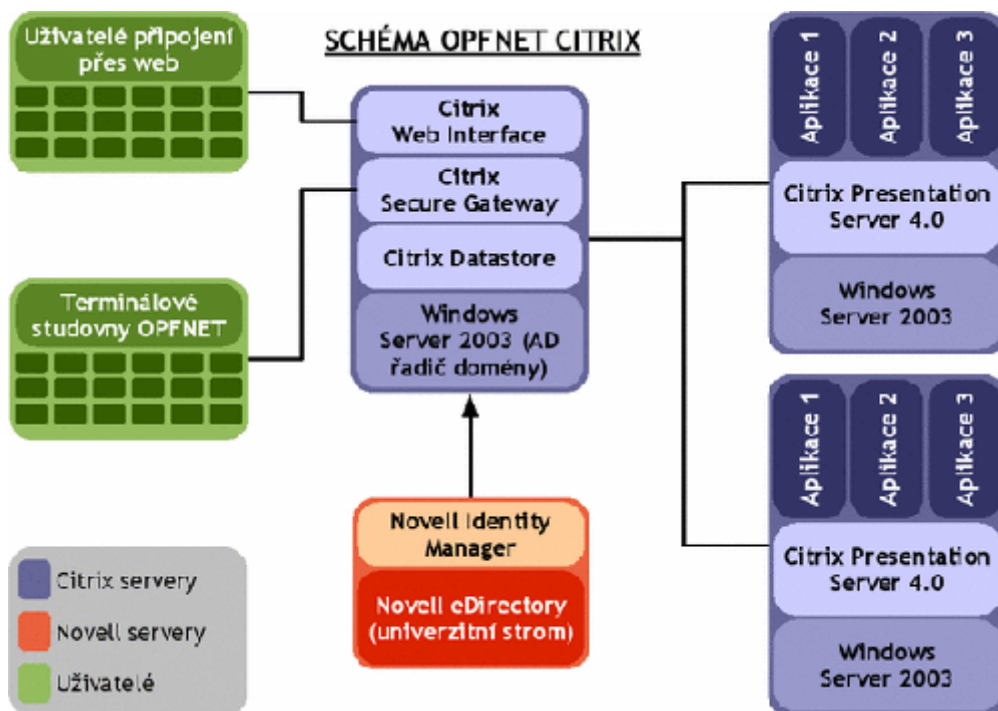 SCHÉMA OPFNET CITRIX
Uživatelé připojení
přes web
Terminálové
studovny OPFNET
Citrix
Web Interface
Citrix
Secure Gateway
Citrix Datastore
Windows
Server 2003 (AD
řadič domény)
Novell Identity
Manager
Novell eDirectory
(univerzitní strom)
Aplikace 1
Aplikace 2
Aplikace 3
Citrix Presentation
Server 4.0
Windows
Server 2003
Aplikace 1
Aplikace 2
Aplikace 3
Citrix Presentation
Server 4.0
Windows
Server 2003
Citrix servery
Novell servery
Uživatelé